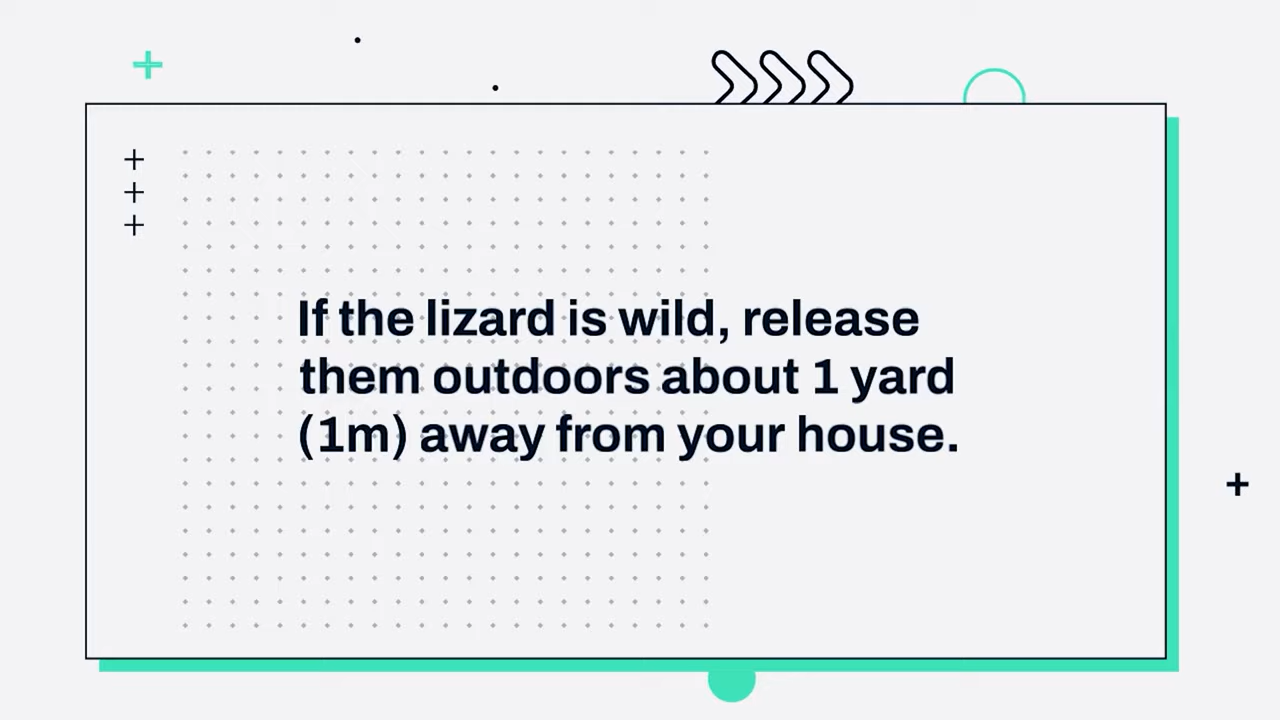 If the lizard is wild, release
them outdoors about 1 yard
(1m) away from your house.